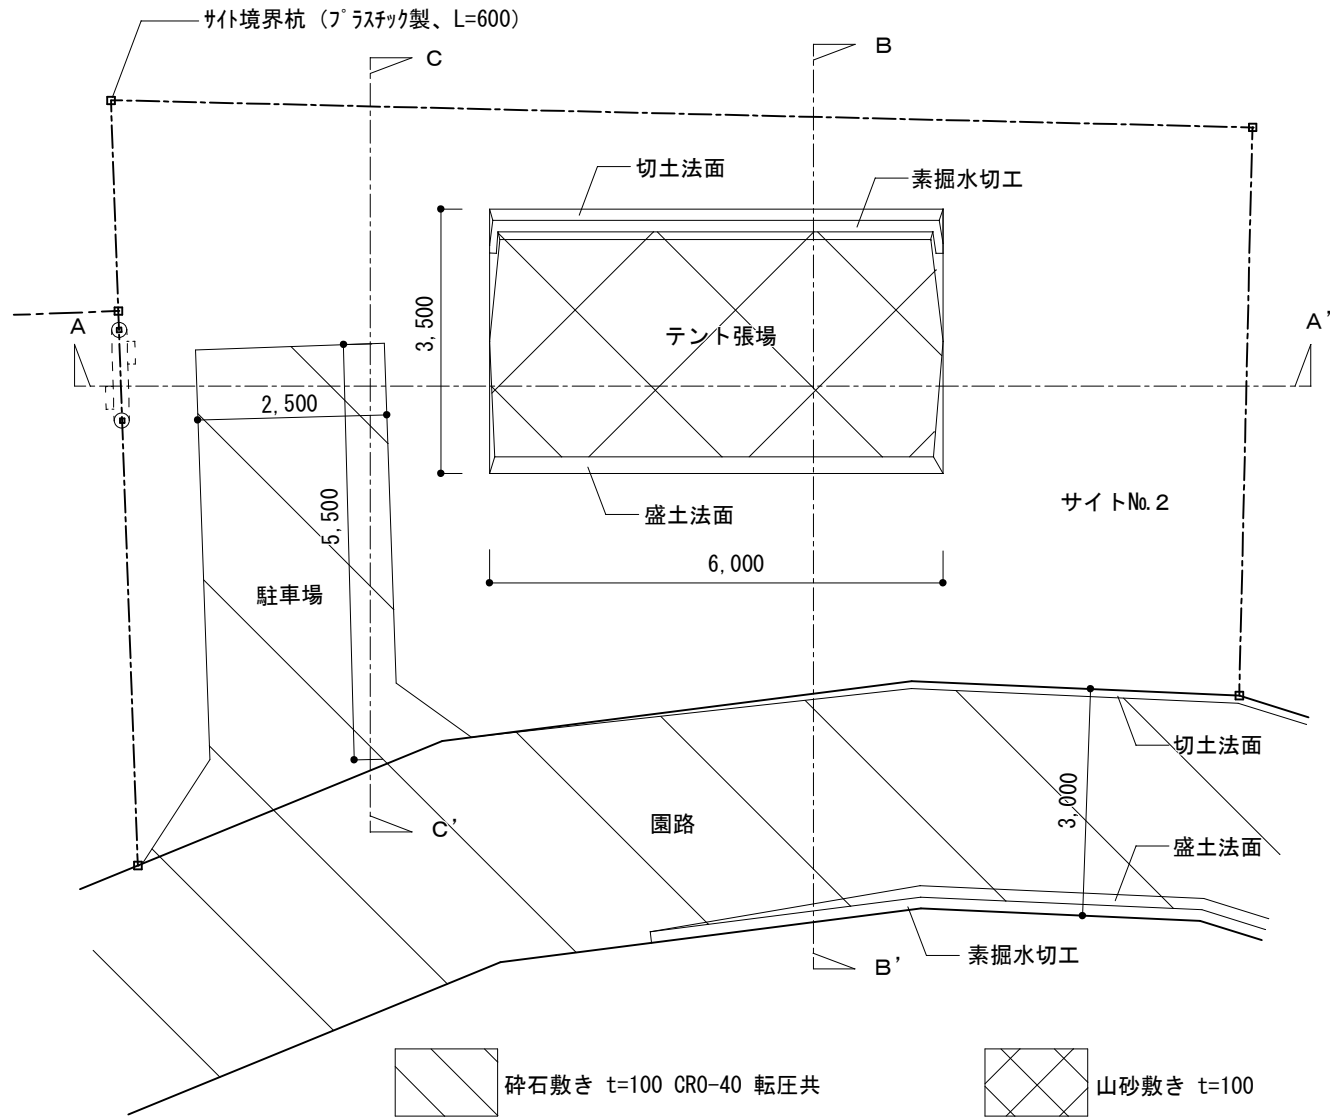 サイト境界杭（プラスチック製、L=600）
C
B
切土法面
素掘水切工
3,500
テント張場
A
A'
2,500
5,500
サイト№.2
盛土法面
6,000
駐車場
切土法面
3,000
園路
C'
盛土法面
素掘水切工
B'
砕石敷き t=100 CR0-40 転圧共
山砂敷き t=100